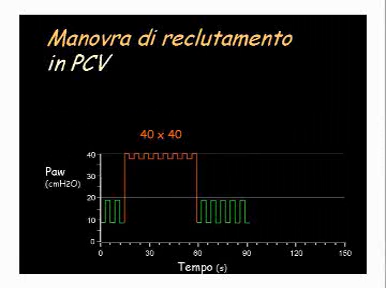 Manovra di reclutamento
in PCV
40 x 40
Paw
(cmH2O)
40
30
20
10
0
0 30 60 90 120 150
Tempo (s)